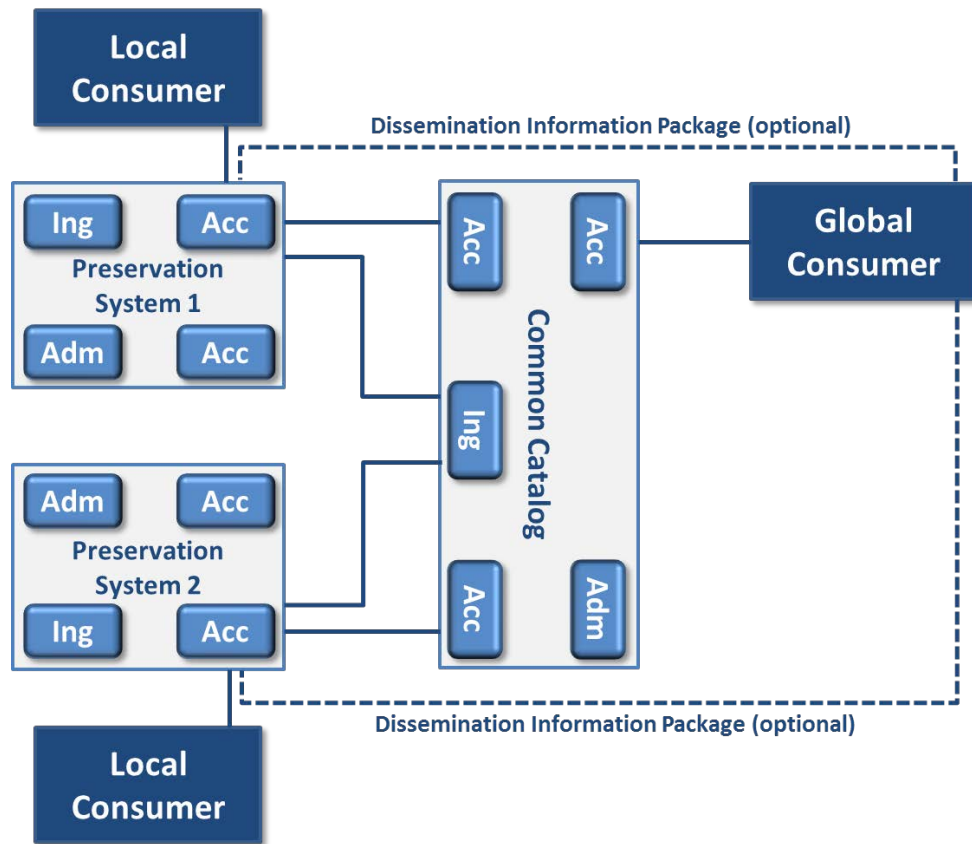 Local
Consumer
Dissemination Information Package (optional)
Ing
Acc
Preservation
System 1
Adm
Acc
Acc
Acc
Global
Consumer
Common Catalog
Ing
Adm
Acc
Preservation
System 2
Ing
Acc
Acc
Adm
Dissemination Information Package (optional)
Local
Consumer